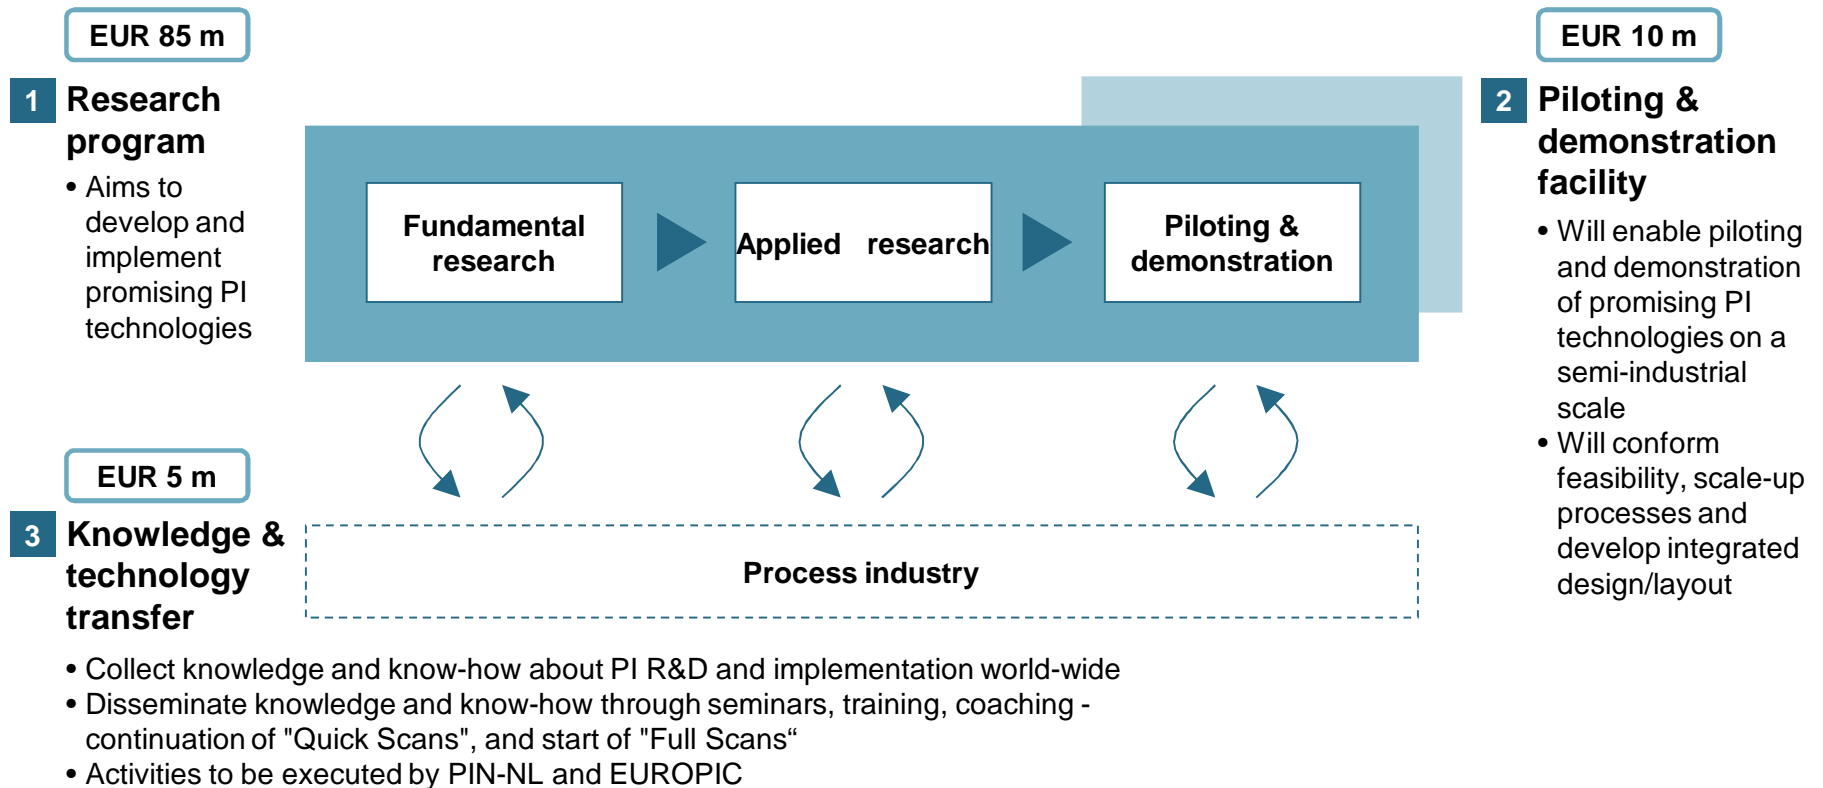 EUR 85 m
1 Research
program
• Aims to
develop and
implement
promising PI
technologies
Fundamental
research
Applied research
Piloting &
demonstration
EUR 10 m
2 Piloting &
demonstration
facility
• Will enable piloting
and demonstration
of promising PI
technologies on a
semi-industrial
scale
• Will conform
feasibility, scale-up
processes and
develop integrated
design/layout
EUR 5 m
3 Knowledge &
technology
transfer
Process industry
• Collect knowledge and know-how about PI R&D and implementation world-wide
• Disseminate knowledge and know-how through seminars, training, coaching -
continuation of "Quick Scans", and start of "Full Scans“
• Activities to be executed by PIN-NL and EUROPIC